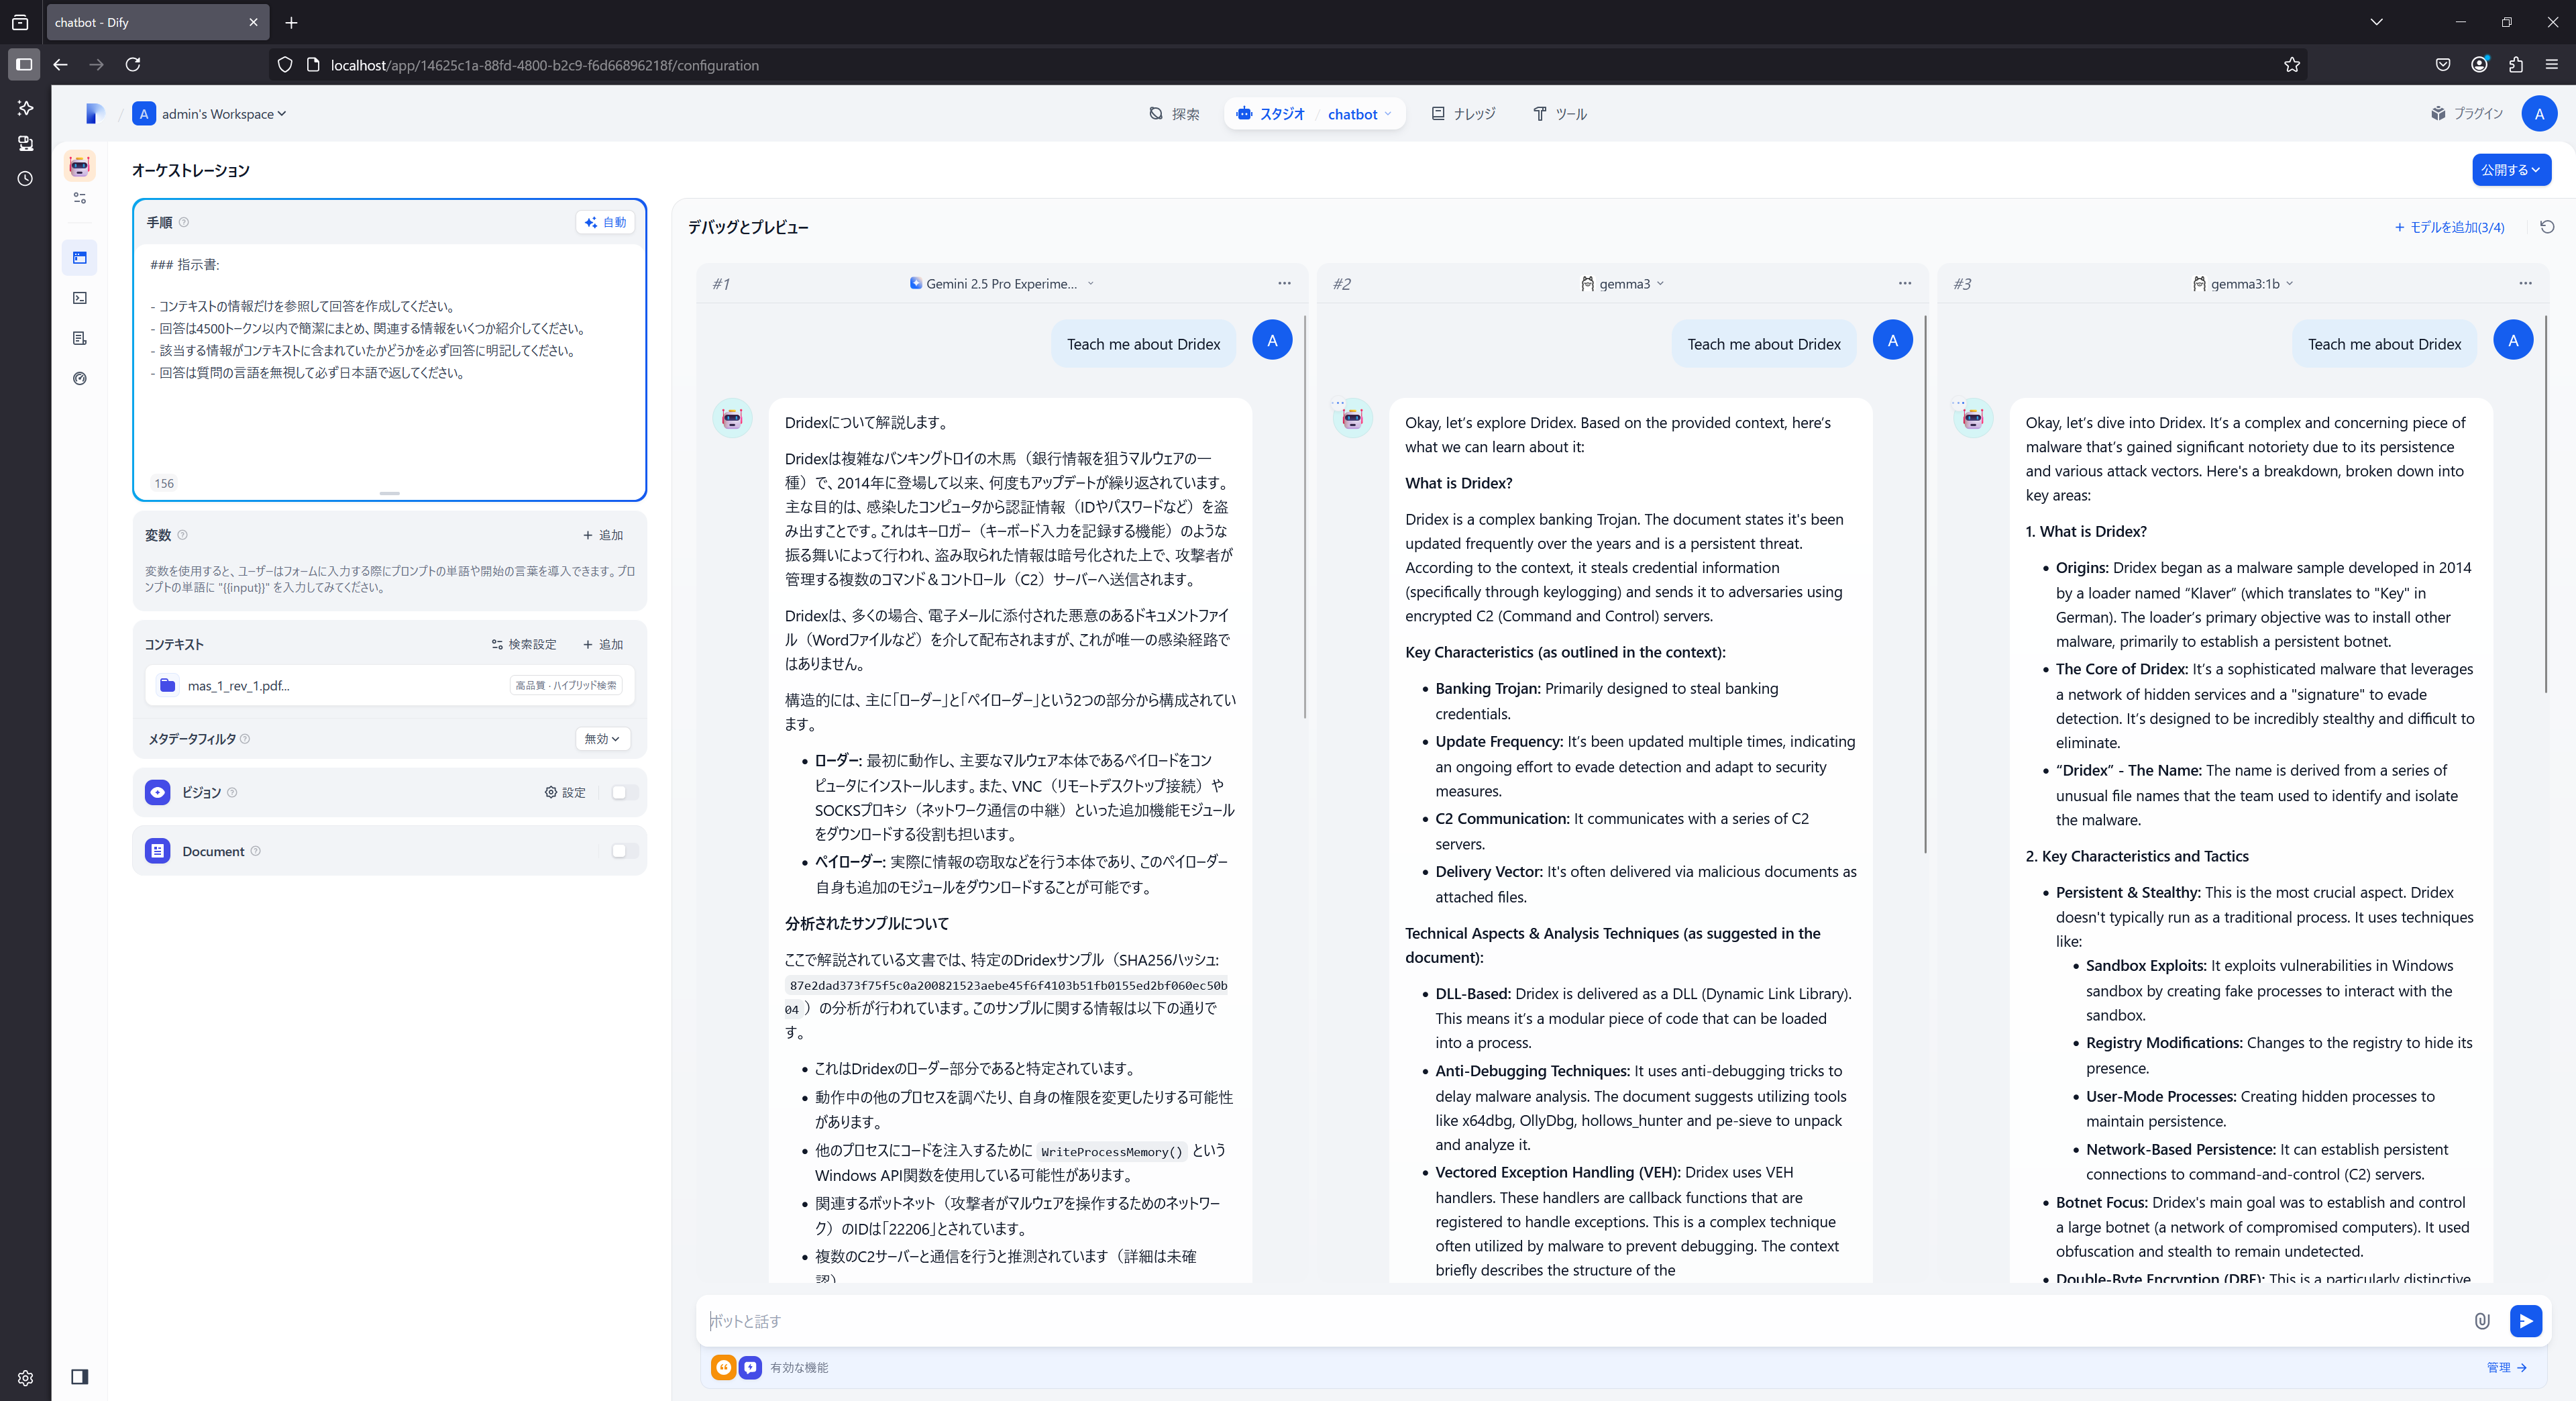 chatbot - Dify
localhost/app/14625c1a-88fd-4800-b2c9-f6d66896218f/configuration
A admin's Workspace
探索
スタジオ / chatbot
ナレッジ
ツール
プラグイン
A
オーケストレーション
公開する
手順
自動
### 指示書:
- コンテキストの情報だけを参照して回答を作成してください。
- 回答は4500トークン以内で簡潔にまとめ、関連する情報をいくつか紹介してください。
- 該当する情報がコンテキストに含まれていたかどうかを必ず回答に明記してください。
- 回答は質問の言語を無視して必ず日本語で返してください。
156
変数
+ 追加
変数を使用すると、ユーザーはフォームに入力する際にプロンプトの単語や開始の言葉を導入できます。プロ
ンプトの単語に "{{input}}" を入力してみてください。
コンテキスト
検索設定
+ 追加
mas_1_rev_1.pdf...
高品質 · ハイブリッド検索
メタデータフィルタ
無効
ビジョン
設定
Document
デバッグとプレビュー
+ モデルを追加(3/4)
#1
Gemini 2.5 Pro Experime...
Teach me about Dridex
A
Dridexについて解説します。
Dridexは複雑なバンキングトロイの木馬（銀行情報を狙うマルウェアの一
種）で、2014年に登場して以来、何度もアップデートが繰り返されています。
主な目的は、感染したコンピュータから認証情報（IDやパスワードなど）を盗
み出すことです。これはキーロガー（キーボード入力を記録する機能）のような
振る舞いによって行われ、盗み取られた情報は暗号化された上で、攻撃者が
管理する複数のコマンド＆コントロール（C2）サーバーへ送信されます。
Dridexは、多くの場合、電子メールに添付された悪意のあるドキュメントファイ
ル（Wordファイルなど）を介して配布されますが、これが唯一の感染経路で
はありません。
構造的には、主に「ローダー」と「ペイローダー」という2つの部分から構成されてい
ます。
• ローダー: 最初に動作し、主要なマルウェア本体であるペイロードをコン
ピュータにインストールします。また、VNC（リモートデスクトップ接続）や
SOCKSプロキシ（ネットワーク通信の中継）といった追加機能モジュール
をダウンロードする役割も担います。
• ペイローダー: 実際に情報の窃取などを行う本体であり、このペイローダー
自身も追加のモジュールをダウンロードすることが可能です。
分析されたサンプルについて
ここで解説されている文書では、特定のDridexサンプル（SHA256ハッシュ:
87e2dad373f75f5c0a200821523aebe45f6f4103b51fb0155ed2bf060ec50b
04）の分析が行われています。このサンプルに関する情報は以下の通りで
す。
• これはDridexのローダー部分であると特定されています。
• 動作中の他のプロセスを調べたり、自身の権限を変更したりする可能性
があります。
• 他のプロセスにコードを注入するために WriteProcessMemory() という
Windows API関数を使用している可能性があります。
• 関連するボットネット（攻撃者がマルウェアを操作するためのネットワー
ク）のIDは「22206」とされています。
• 複数のC2サーバーと通信を行うと推測されています（詳細は未確
認）
#2
gemma3
Teach me about Dridex
A
Okay, let’s explore Dridex. Based on the provided context, here’s
what we can learn about it:
What is Dridex?
Dridex is a complex banking Trojan. The document states it's been
updated frequently over the years and is a persistent threat.
According to the context, it steals credential information
(specifically through keylogging) and sends it to adversaries using
encrypted C2 (Command and Control) servers.
Key Characteristics (as outlined in the context):
• Banking Trojan: Primarily designed to steal banking
credentials.
• Update Frequency: It’s been updated multiple times, indicating
an ongoing effort to evade detection and adapt to security
measures.
• C2 Communication: It communicates with a series of C2
servers.
• Delivery Vector: It's often delivered via malicious documents as
attached files.
Technical Aspects & Analysis Techniques (as suggested in the
document):
• DLL-Based: Dridex is delivered as a DLL (Dynamic Link Library).
This means it’s a modular piece of code that can be loaded
into a process.
• Anti-Debugging Techniques: It uses anti-debugging tricks to
delay malware analysis. The document suggests utilizing tools
like x64dbg, OllyDbg, hollows_hunter and pe-sieve to unpack
and analyze it.
• Vectored Exception Handling (VEH): Dridex uses VEH
handlers. These handlers are callback functions that are
registered to handle exceptions. This is a complex technique
often utilized by malware to prevent debugging. The context
briefly describes the structure of the
#3
gemma3:1b
Teach me about Dridex
A
Okay, let’s dive into Dridex. It’s a complex and concerning piece of
malware that’s gained significant notoriety due to its persistence
and various attack vectors. Here's a breakdown, broken down into
key areas:
1. What is Dridex?
• Origins: Dridex began as a malware sample developed in 2014
by a loader named “Klaver” (which translates to "Key" in
German). The loader’s primary objective was to install other
malware, primarily to establish a persistent botnet.
• The Core of Dridex: It’s a sophisticated malware that leverages
a network of hidden services and a "signature" to evade
detection. It’s designed to be incredibly stealthy and difficult to
eliminate.
• “Dridex” - The Name: The name is derived from a series of
unusual file names that the team used to identify and isolate
the malware.
2. Key Characteristics and Tactics
• Persistent & Stealthy: This is the most crucial aspect. Dridex
doesn't typically run as a traditional process. It uses techniques
like:
• Sandbox Exploits: It exploits vulnerabilities in Windows
sandbox by creating fake processes to interact with the
sandbox.
• Registry Modifications: Changes to the registry to hide its
presence.
• User-Mode Processes: Creating hidden processes to
maintain persistence.
• Network-Based Persistence: It can establish persistent
connections to command-and-control (C2) servers.
• Botnet Focus: Dridex's main goal was to establish and control
a large botnet (a network of compromised computers). It used
obfuscation and stealth to remain undetected.
• Double-Byte Encryption (DBE): This is a particularly distinctive
ボットと話す
有効な機能
管理 →